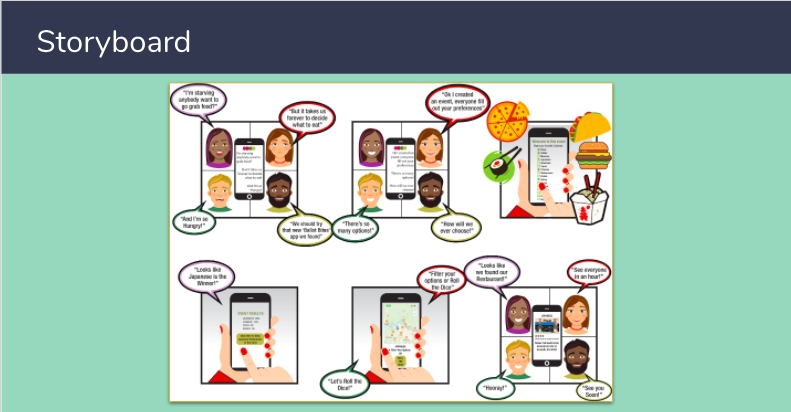 Storyboard
"I'm starving
anybody want to
go grab food?"
"But it takes us
forever to decide
what to eat"
"And I'm so
Hungry!"
"We should try
that new 'Ballot Bites'
app we found"
"Ok I created
an event, everyone fill
out your preferences"
"There's so
many options!"
"How will we
ever choose?"
"Looks like
Japanese is the
Winner!"
"Filter your
options or Roll
the Dice!"
"Let's Roll the
Dice!"
"Looks like
we found our
Restaurant!"
"See everyone
in an hour!"
"Hooray!"
"See you
Soon!"